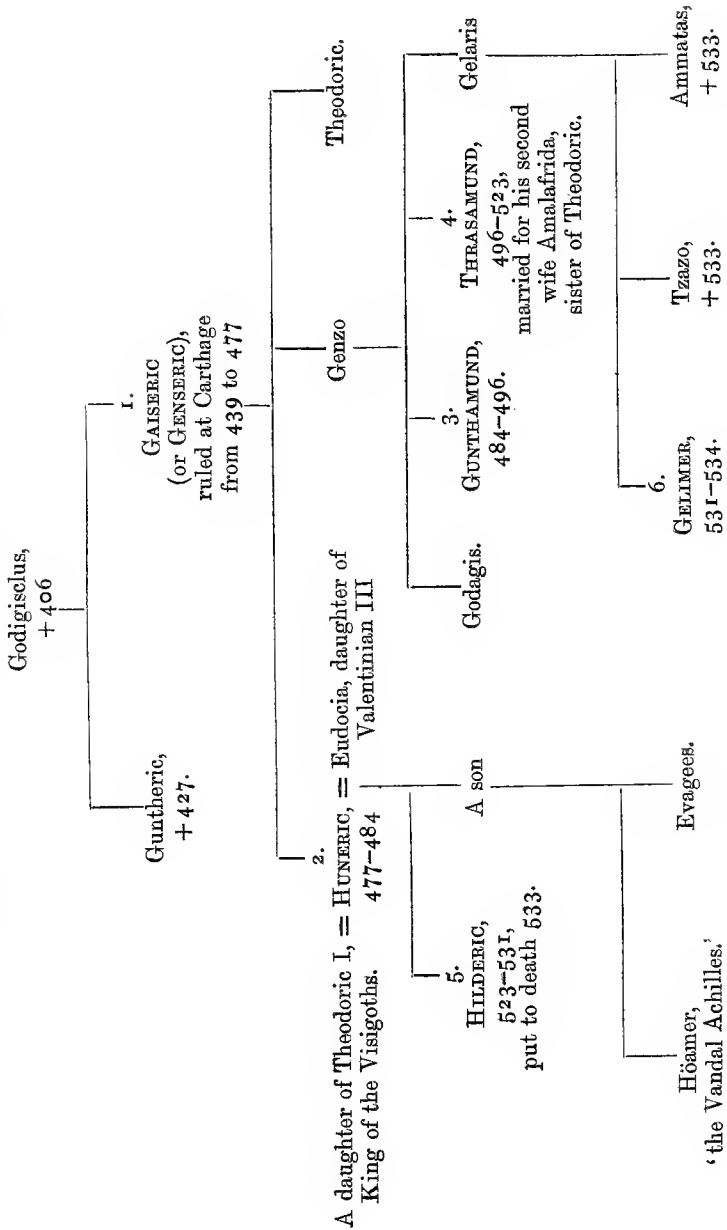 Godigisclus,
+ 406
Guntheric,
+ 427.
1.
GAISERIC
(or GENSERIC),
ruled at Carthage
from 439 to 477
2.
A daughter of Theodoric I, = HUNERIC, = Eudocia, daughter of
King of the Visigoths.
477–484
Valentinian III
Genzo
Theodoric.
5.
HILDERIC,
523–531,
put to death 533.
A son
Godagis.
3.
GUNTHAMUND,
484–496.
4.
THRASAMUND,
496–523,
married for his second
wife Amalafrida,
sister of Theodoric.
Gelaris
Höamer,
'the Vandal Achilles.'
Evagees.
6.
GELIMER,
531–534.
Tzazo,
+ 533.
Ammatas,
+ 533.